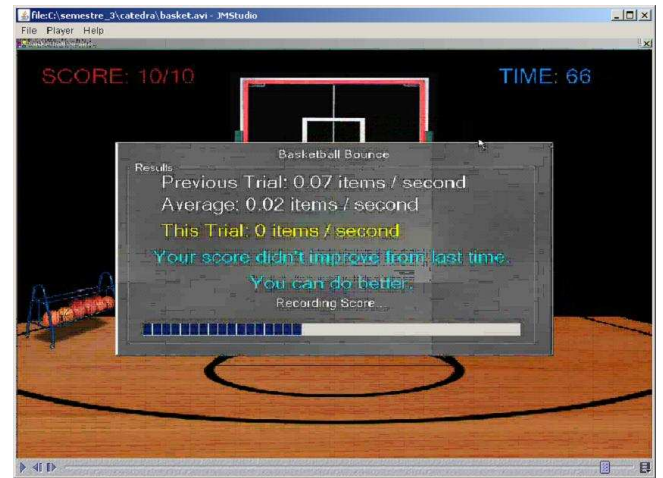 file:C:\semestre_3\catedra\basket.avi - JMStudio
File Player Help
SCORE: 10/10
TIME: 66
Basketball Bounce
Results
Previous Trial: 0.07 items / second
Average: 0.02 items / second
This Trial: 0 items / second
Your score didn't improve from last time.
You can do better.
Recording Score...